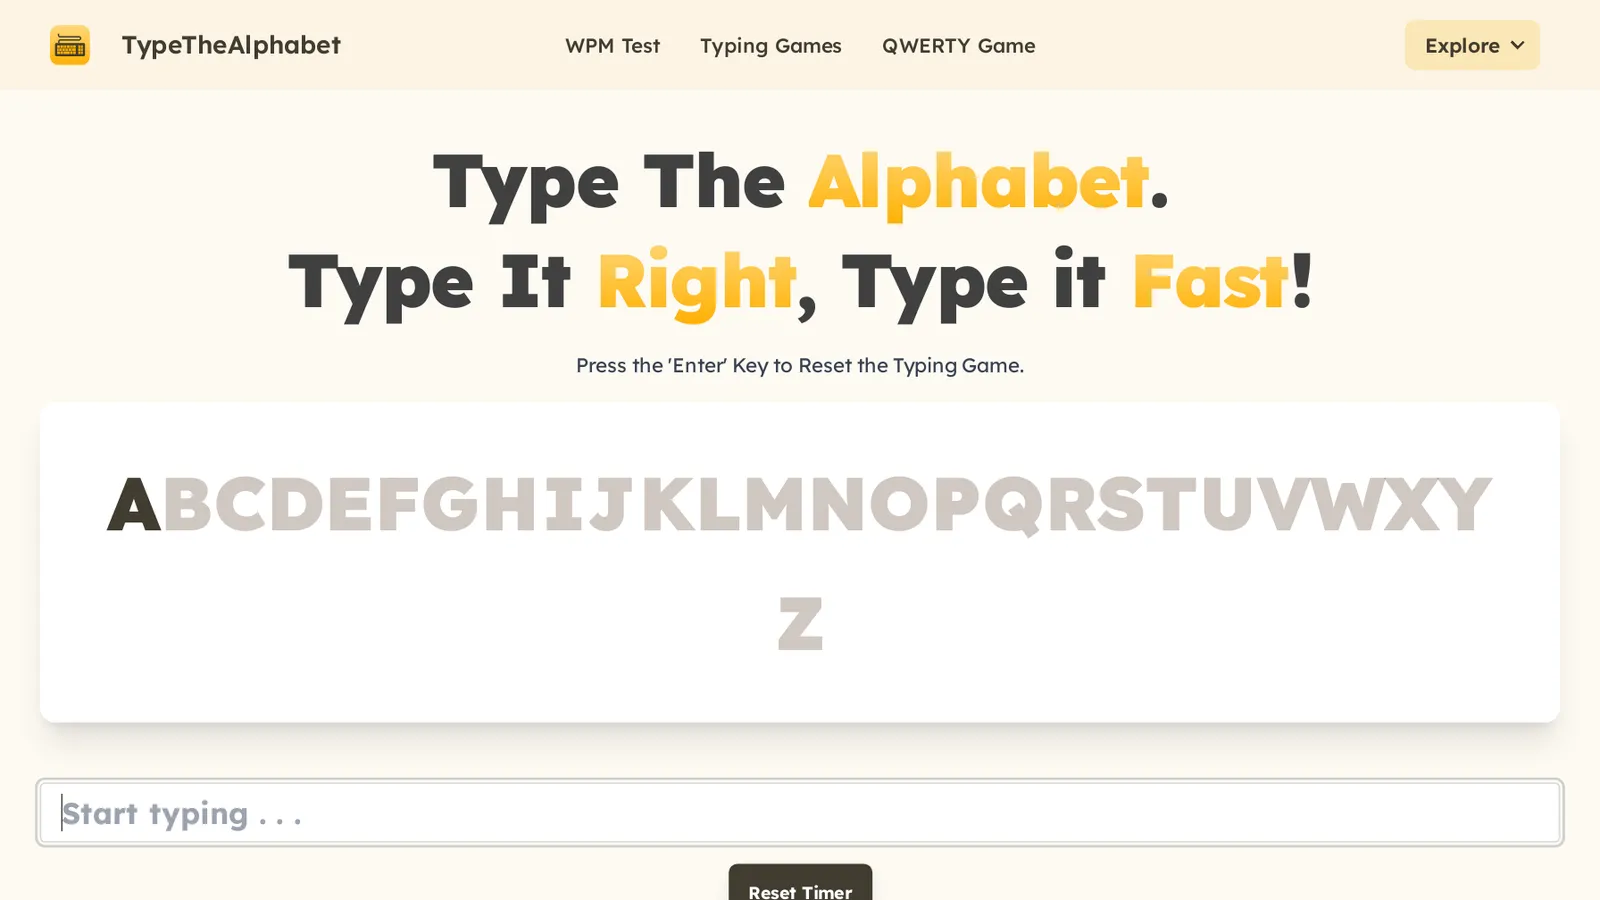 TypeTheAlphabet
WPM Test
Typing Games
QWERTY Game
Explore
Type The Alphabet.
Type It Right, Type it Fast!
Press the 'Enter' Key to Reset the Typing Game.
ABCDEFGHIJKLMNOPQRSTUVWXY
Z
Start typing . . .
Reset Timer